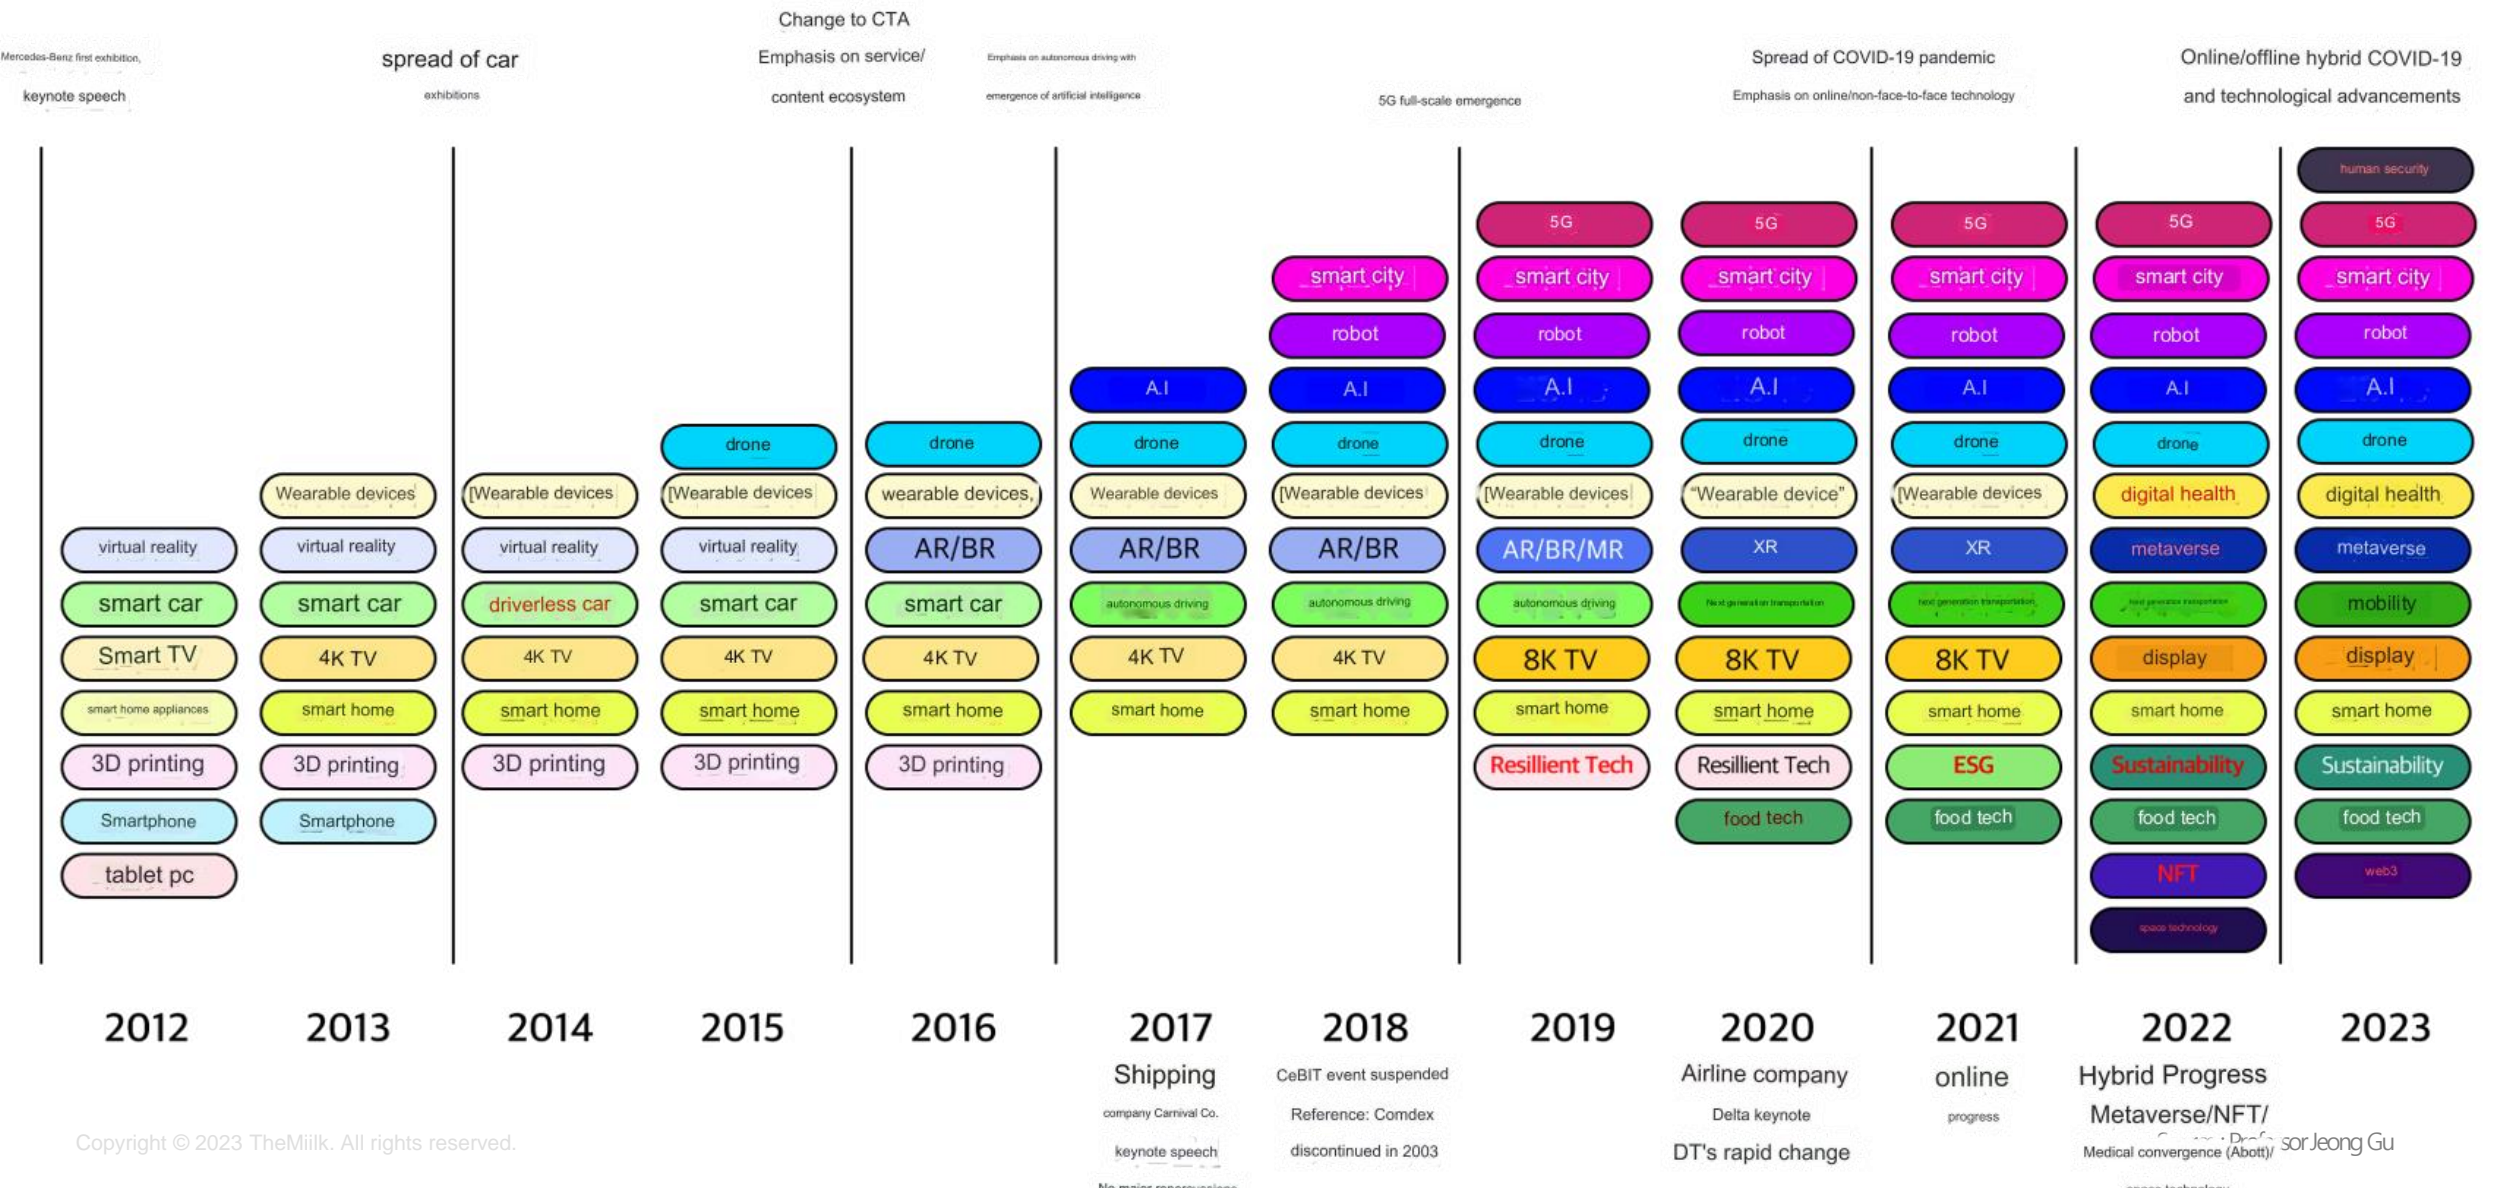 Change to CTA
Mercedes-Benz first exhibition,
keynote speech
spread of car
exhibitions
Emphasis on service/
content ecosystem
Emphasis on autonomous driving with
emergence of artificial intelligence
5G full-scale emergence
Spread of COVID-19 pandemic
Emphasis on online/non-face-to-face technology
Online/offline hybrid COVID-19
and technological advancements
virtual reality
smart car
Smart TV
smart home appliances
3D printing
Smartphone
tablet pc
Wearable devices
virtual reality
smart car
4K TV
smart home
3D printing
Smartphone
[Wearable devices
virtual reality
driverless car
4K TV
smart home
3D printing
drone
[Wearable devices
virtual reality
smart car
4K TV
smart home
3D printing
drone
wearable devices,
AR/BR
smart car
4K TV
smart home
3D printing
A.I
drone
Wearable devices
AR/BR
autonomous driving
4K TV
smart home
smart city
robot
A.I
drone
[Wearable devices
AR/BR
autonomous driving
4K TV
smart home
5G
smart city
robot
A.I
drone
[Wearable devices
AR/BR/MR
autonomous driving
8K TV
smart home
Resillient Tech
5G
smart city
robot
A.I
drone
“Wearable device”
XR
Next generation transportation
8K TV
smart home
Resillient Tech
food tech
5G
smart city
robot
A.I
drone
[Wearable devices
XR
next generation transportation,
8K TV
smart home
ESG
food tech
5G
smart city
robot
A.I
drone
digital health
metaverse
Next generation transportation
display
smart home
Sustainability
food tech
NFT
space technology
human security
5G
smart city
robot
A.I
drone
digital health
metaverse
mobility
display
smart home
Sustainability
food tech
web3
2012
2013
2014
2015
2016
2017
2018
2019
2020
2021
2022
2023
Shipping
company Carnival Co.
keynote speech
CeBIT event suspended
Reference: Comdex
discontinued in 2003
Airline company
Delta keynote
DT's rapid change
online
progress
Hybrid Progress
Metaverse/NFT/
Medical convergence (Abott)/
Jeong Gu
Copyright © 2023 TheMiilk. All rights reserved.